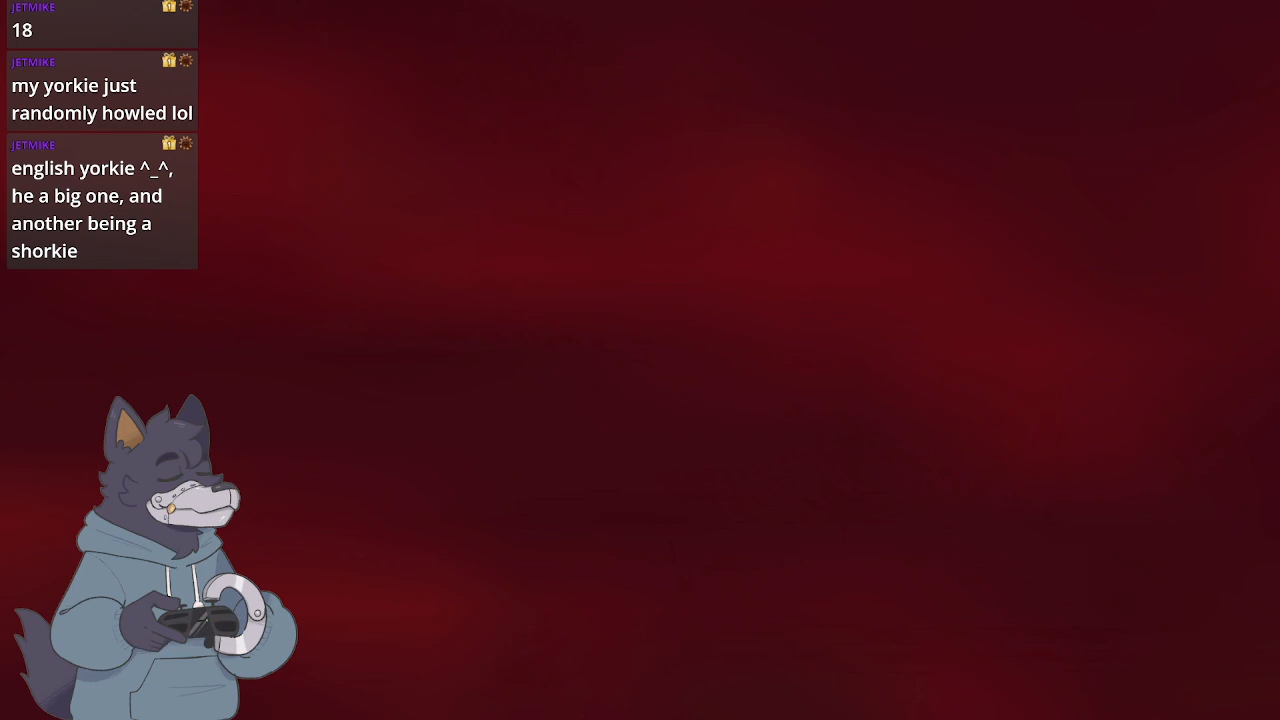 JETMIKE
18
JETMIKE
my yorkie just
randomly howled lol
JETMIKE
english yorkie ^_^,
he a big one, and
another being a
shorkie